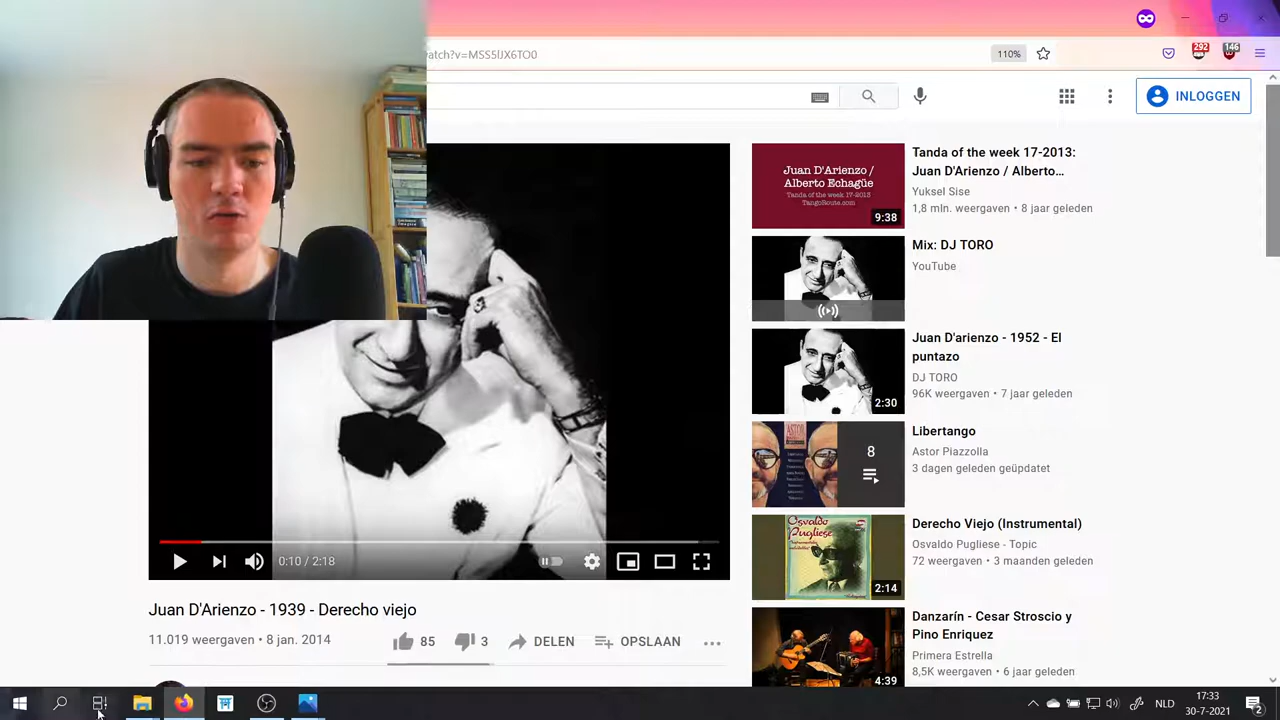 atch?v=MSS5lJX6TO0
110%
292
146
INLOGGEN
Juan D'Arienzo /
Alberto Echagüe
Tanda of the week 17-2013
TangoRoute.com
9:38
Tanda of the week 17-2013:
Juan D'Arienzo / Alberto…
Yuksel Sise
1,8 mln. weergaven • 8 jaar geleden
Mix: DJ TORO
YouTube
2:30
Juan D'arienzo - 1952 - El
puntazo
DJ TORO
96K weergaven • 7 jaar geleden
8
Libertango
Astor Piazzolla
3 dagen geleden geüpdatet
Osvaldo
Pugliese
2:14
Derecho Viejo (Instrumental)
Osvaldo Pugliese - Topic
72 weergaven • 3 maanden geleden
4:39
Danzarín - Cesar Stroscio y
Pino Enriquez
Primera Estrella
8,5K weergaven • 6 jaar geleden
0:10 / 2:18
Juan D'Arienzo - 1939 - Derecho viejo
11.019 weergaven • 8 jan. 2014
85
3
DELEN
OPSLAAN
NLD
17:33
30-7-2021
2